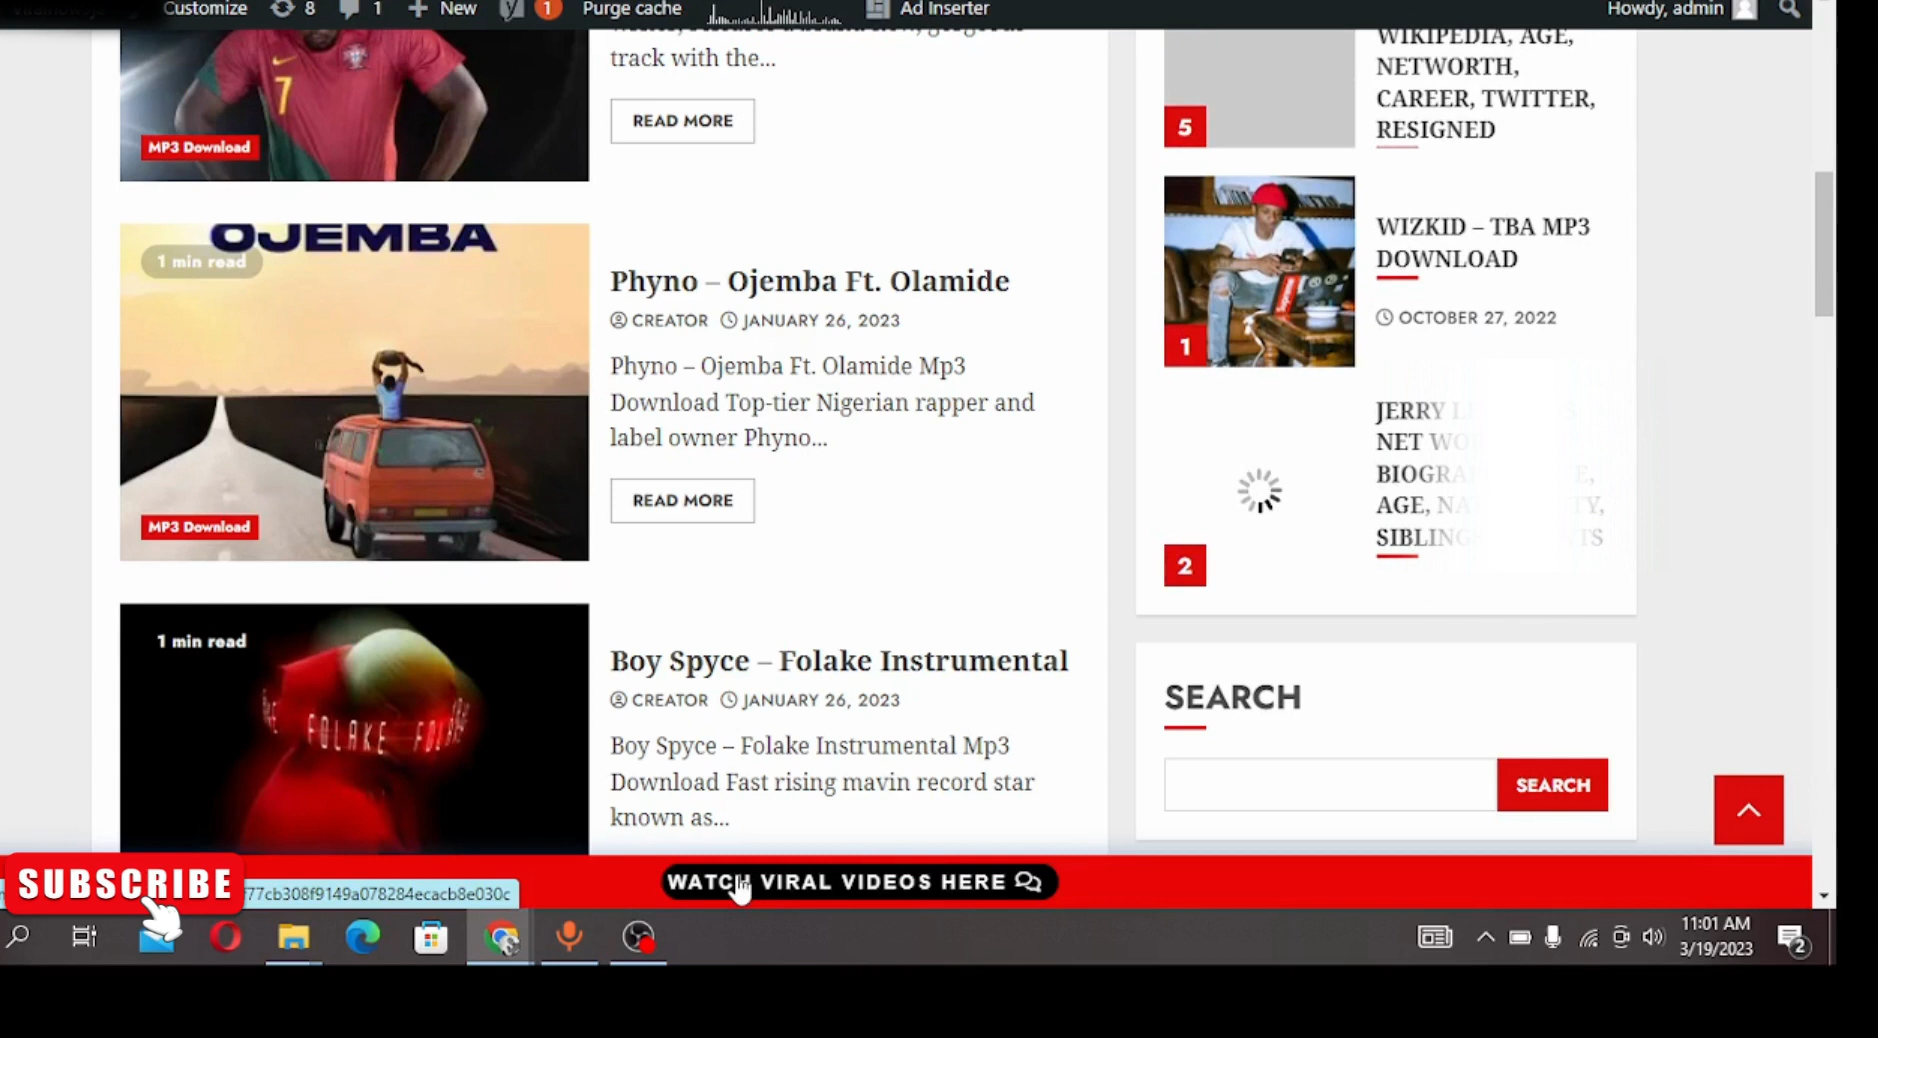 Customize 8 1 New 1 Purge cache Ad Inserter Howdy, admin
track with the...
READ MORE
7
MP3 Download
OJEMBA
1 min read
Phyno – Ojemba Ft. Olamide
CREATOR JANUARY 26, 2023
Phyno – Ojemba Ft. Olamide Mp3
Download Top-tier Nigerian rapper and
label owner Phyno...
READ MORE
MP3 Download
1 min read
FOLAKE
Boy Spyce – Folake Instrumental
CREATOR JANUARY 26, 2023
Boy Spyce – Folake Instrumental Mp3
Download Fast rising mavin record star
known as...
WIKIPEDIA, AGE,
NETWORTH,
CAREER, TWITTER,
RESIGNED
5
WIZKID – TBA MP3
DOWNLOAD
OCTOBER 27, 2022
1
JERRY
NET
AGE,
2
SEARCH
SEARCH
WATCH VIRAL VIDEOS HERE
SUBSCRIBE
77cb308f9149a078284ecacb8e030c
11:01 AM
3/19/2023
2